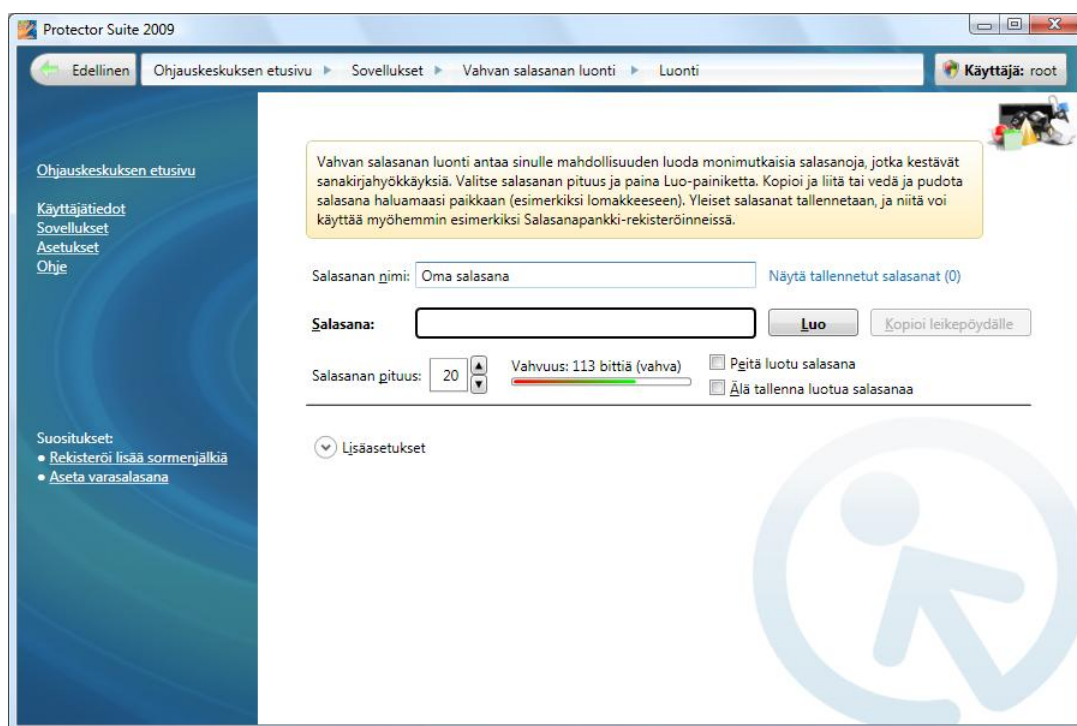 Protector Suite 2009
Edellinen
Ohjauskeskuksen etusivu
Sovellukset
Vahvan salasanan luonti
Luonti
Käyttäjä: root
Ohjauskeskuksen etusivu
Käyttäjätiedot
Sovellukset
Asetukset
Ohje
Suositukset:
• Rekisteröi lisää sormenjälkiä
• Aseta varasalasana
Vahvan salasanan luonti antaa sinulle mahdollisuuden luoda monimutkaisia salasanoja, jotka kestävät
sanakirjahyökkäyksiä. Valitse salasanan pituus ja paina Luo-painiketta. Kopioi ja liitä tai vedä ja pudota
salasana haluamaasi paikkaan (esimerkiksi lomakkeeseen). Yleiset salasanat tallennetaan, ja niitä voi
käyttää myöhemmin esimerkiksi Salasanapankki-rekisteröinneissä.
Salasanan nimi: Oma salasana
Näytä tallennetut salasanat (0)
Salasana:
Luo
Kopioi leikepöydälle
Salasanan pituus: 20
Vahvuus: 113 bittiä (vahva)
Peitä luotu salasana
Älä tallenna luotua salasanaa
Lisäasetukset